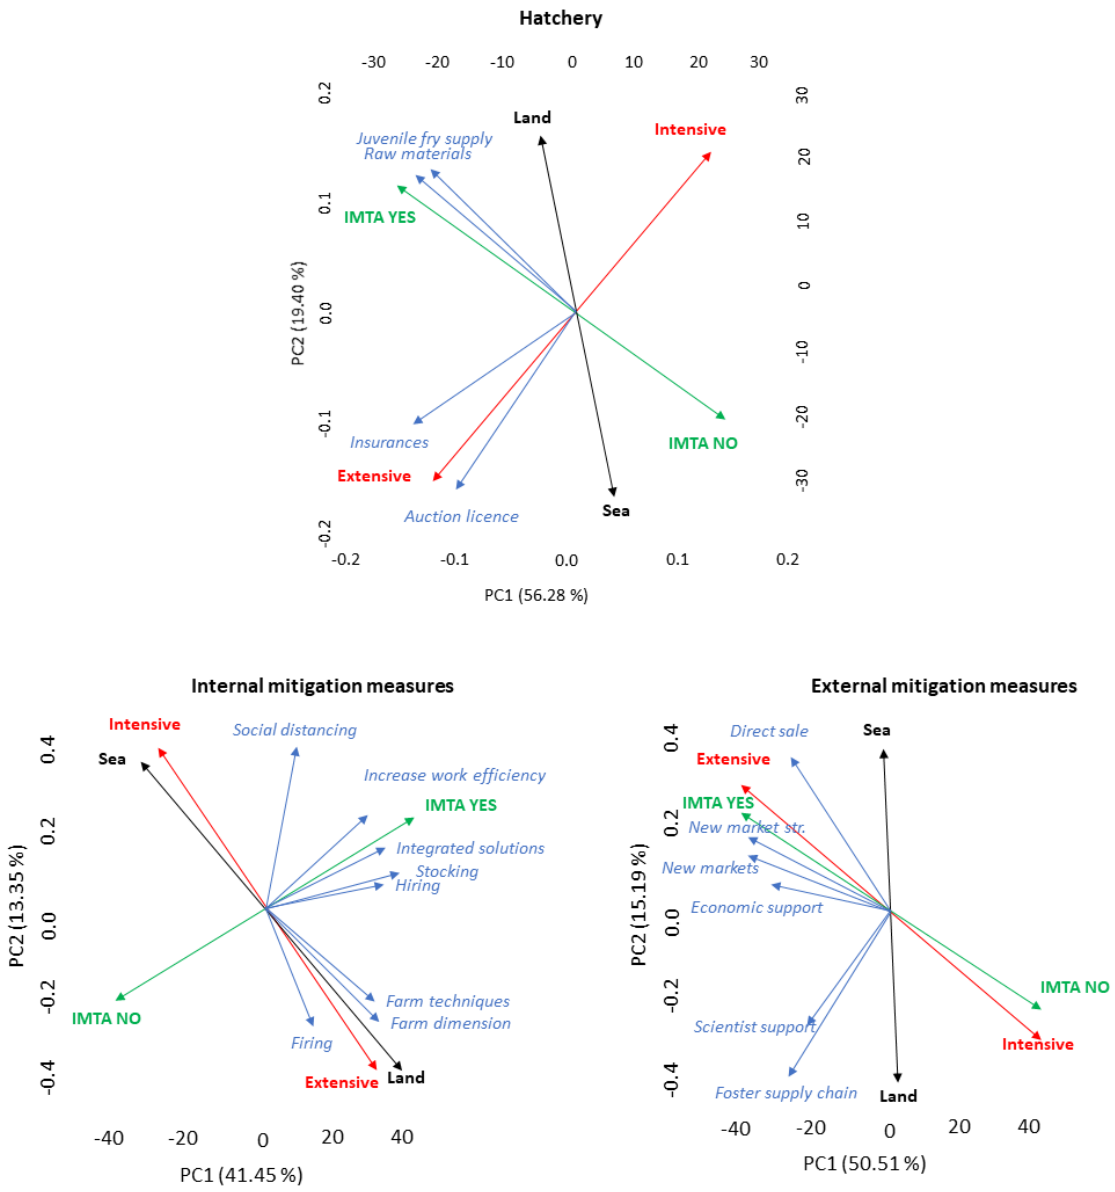 Hatchery
-30 -20 -10 0 10 20 30
0.2
30
Land
Intensive
Juvenile fry supply
Raw materials
20
0.1
IMTA YES
10
0.0
0
PC2 (19.40 %)
-10
-0.1
-20
Insurances
IMTA NO
Extensive
-30
Auction licence
Sea
-0.2
-0.2 -0.1 0.0 0.1 0.2
PC1 (56.28 %)
Internal mitigation measures
Intensive
Social distancing
0.4
Sea
Increase work efficiency
IMTA YES
0.2
Integrated solutions
Stocking
Hiring
PC2 (13.35 %)
0.0
-0.2
IMTA NO
Farm techniques
Farm dimension
Firing
-0.4
Extensive
Land
-40 -20 0 20 40
PC1 (41.45 %)
External mitigation measures
0.4
Direct sale
Sea
Extensive
IMTA YES
0.2
New market str.
New markets
Economic support
PC2 (15.19 %)
0.0
-0.2
IMTA NO
Scientist support
Intensive
-0.4
Foster supply chain
Land
-40 -20 0 20 40
PC1 (50.51 %)